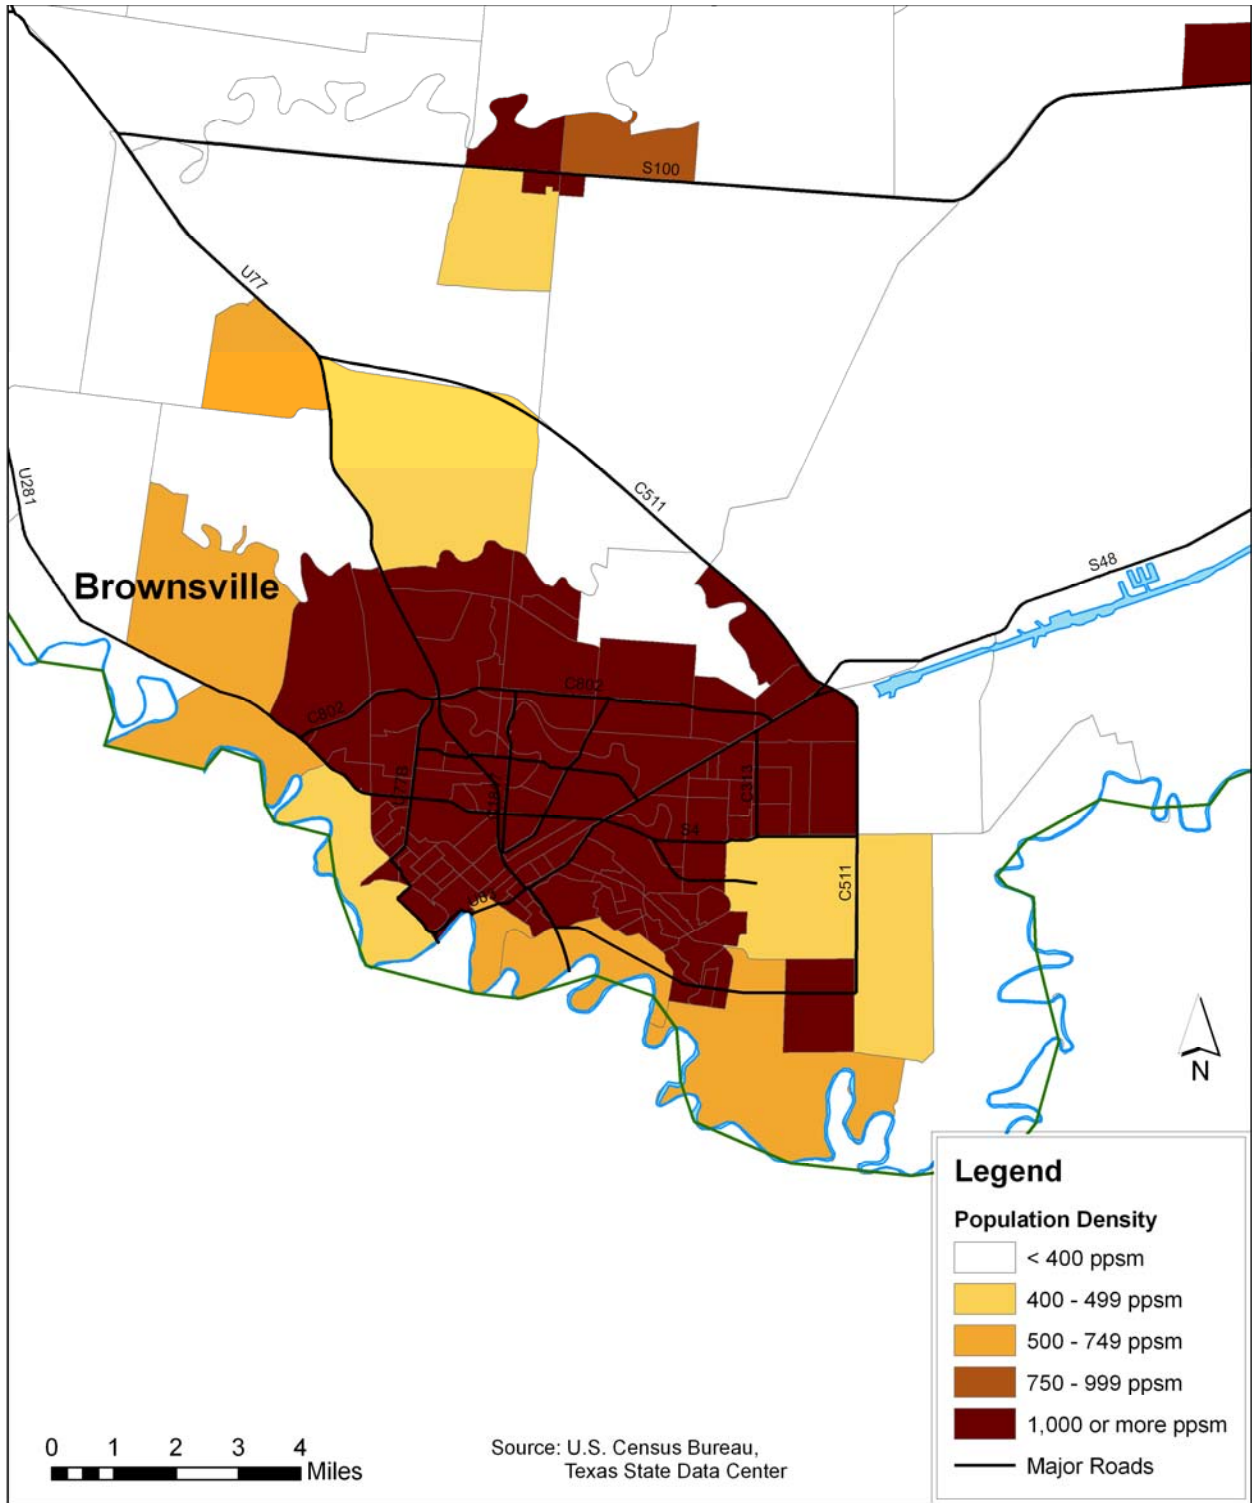 S100
U77
C511
U281
S48
Brownsville
C802
C802
C313
S4
C511
N
Legend
Population Density
< 400 ppsm
400 - 499 ppsm
500 - 749 ppsm
750 - 999 ppsm
1,000 or more ppsm
Major Roads
0 1 2 3 4
Miles
Source: U.S. Census Bureau,
Texas State Data Center